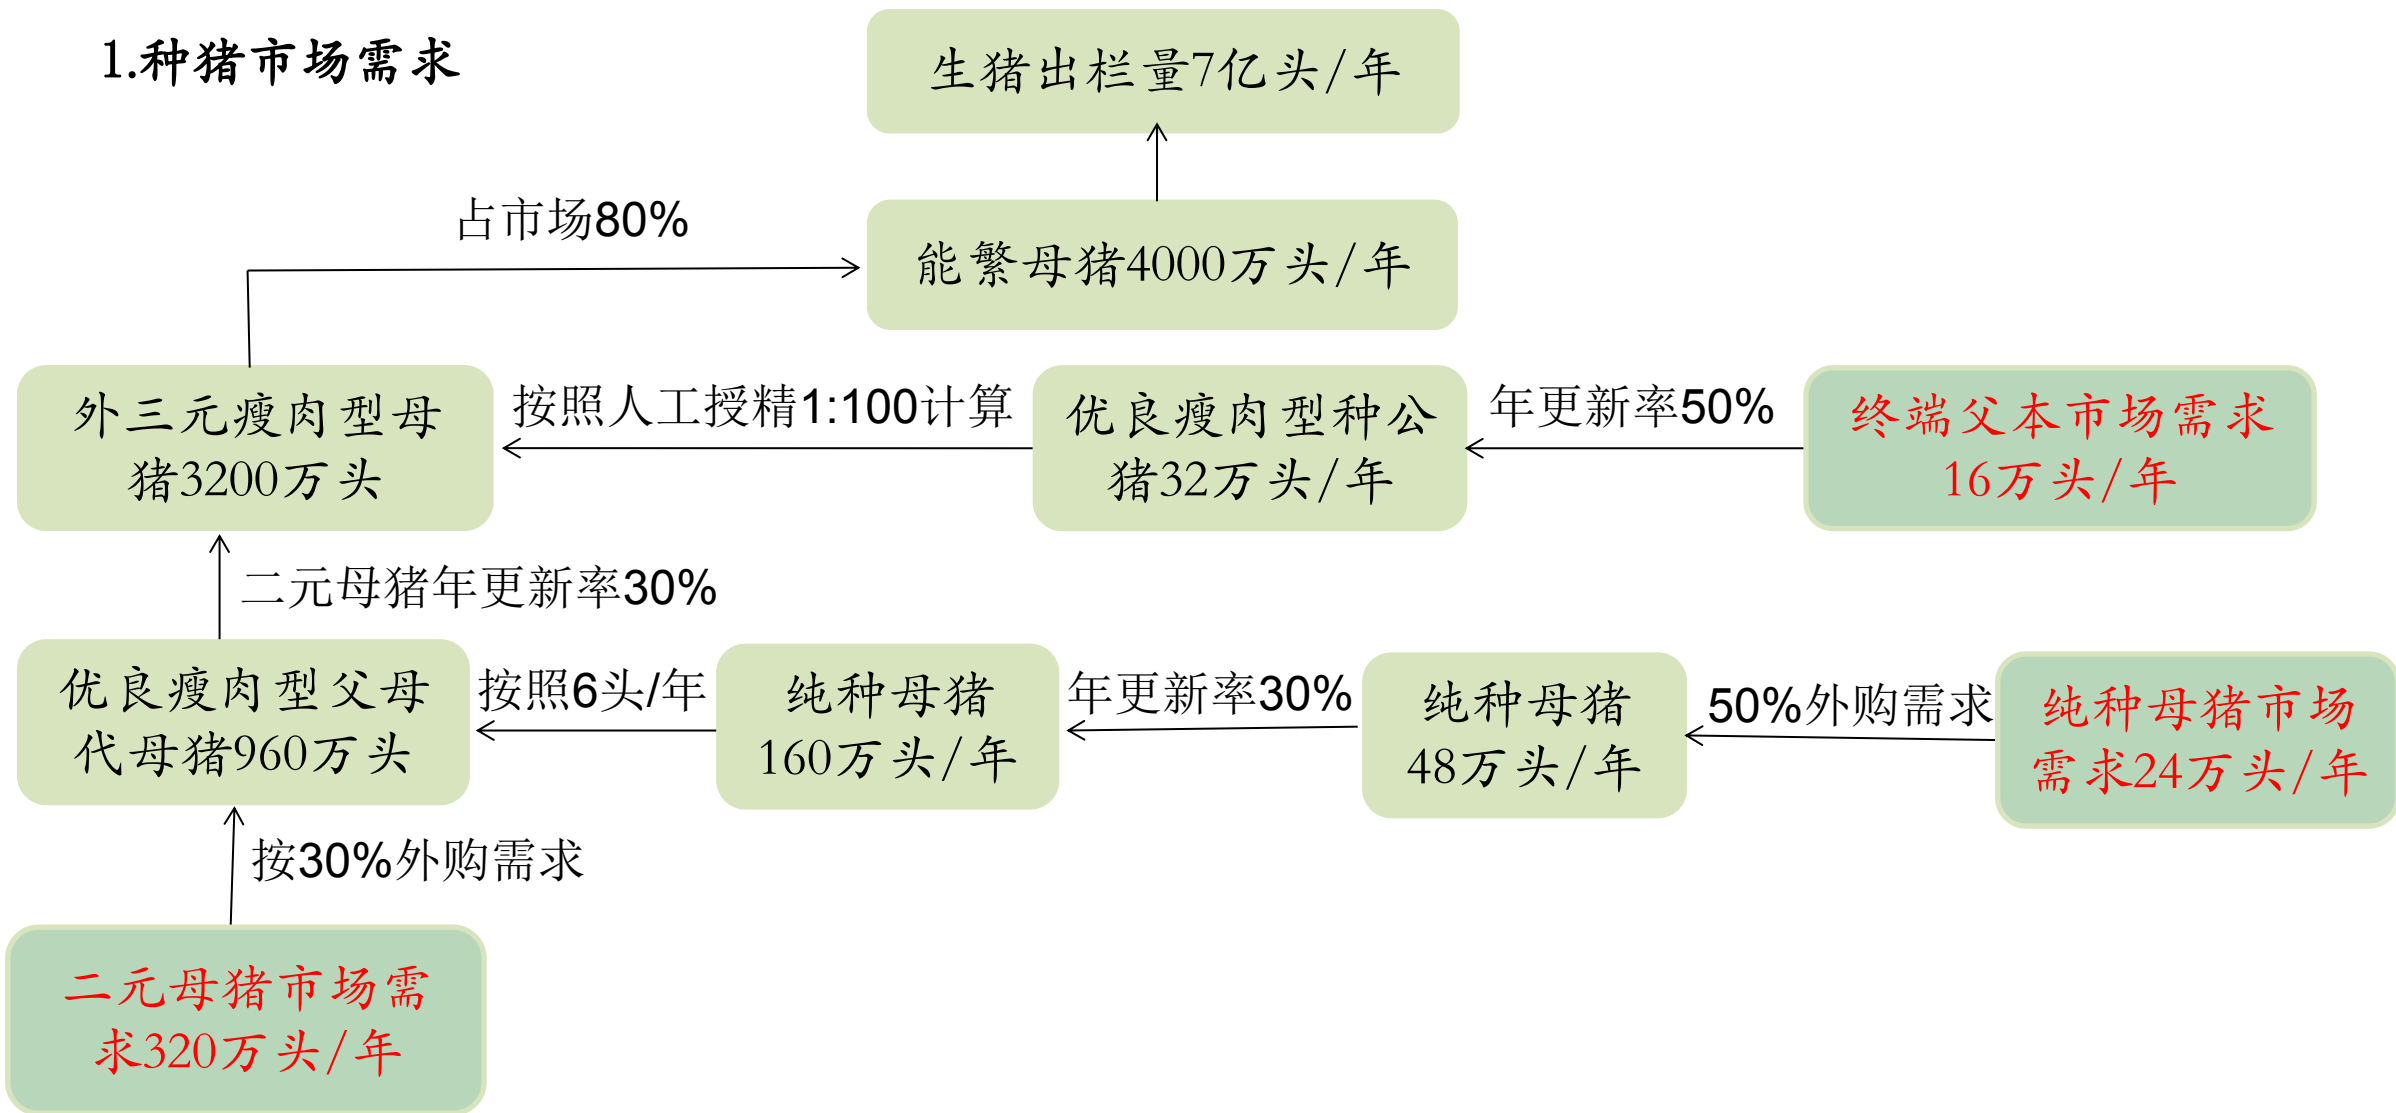 1.种猪市场需求
生猪出栏量7亿头/年
占市场80%
能繁母猪4000万头/年
外三元瘦肉型母
猪3200万头
按照人工授精1:100计算
优良瘦肉型种公
猪32万头/年
年更新率50%
终端父本市场需求
16万头/年
二元母猪年更新率30%
优良瘦肉型父母
代母猪960万头
按照6头/年
纯种母猪
160万头/年
年更新率30%
纯种母猪
48万头/年
50%外购需求
纯种母猪市场
需求24万头/年
按30%外购需求
二元母猪市场需
求320万头/年